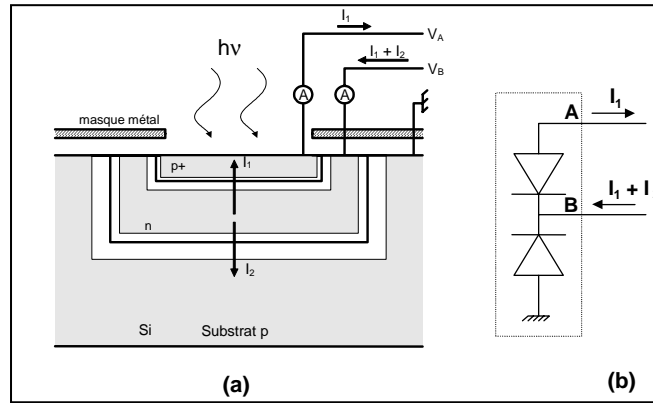 I1
VA
I1 + I2
VB
hν
A
A
masque métal
p+
I1
n
I2
Si
Substrat p
(a)
A
I1
B
I1 + I
(b)